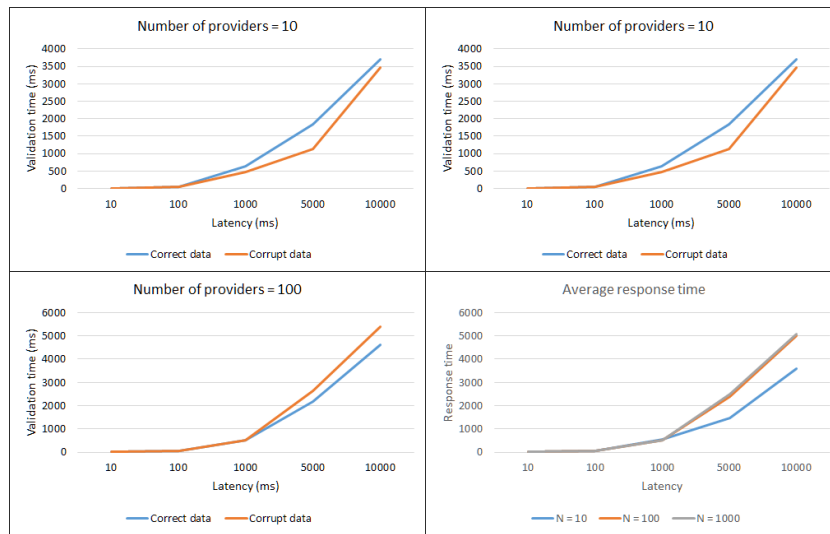 Number of providers = 10
4000
3500
3000
2500
2000
1500
1000
500
0
Validation time (ms)
10 100 1000 5000 10000
Latency (ms)
Correct data Corrupt data
Number of providers = 10
4000
3500
3000
2500
2000
1500
1000
500
0
Validation time (ms)
10 100 1000 5000 10000
Latency (ms)
Correct data Corrupt data
Number of providers = 100
6000
5000
4000
3000
2000
1000
0
Validation time (ms)
10 100 1000 5000 10000
Latency (ms)
Correct data Corrupt data
Average response time
6000
5000
4000
3000
2000
1000
0
Response time
10 100 1000 5000 10000
Latency
N = 10 N = 100 N = 1000